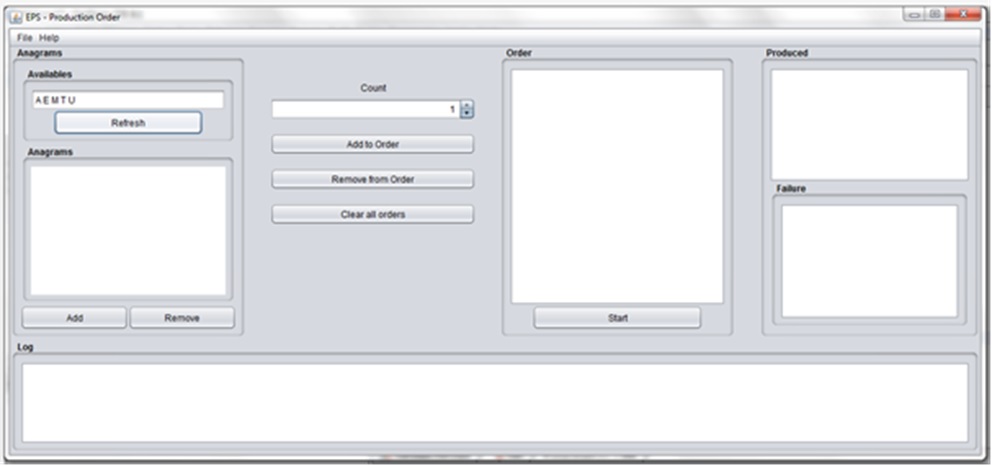 EPS - Production Order
File Help
Anagrams
Availables
A E M T U
Refresh
Anagrams
Add
Remove
Count
1
Add to Order
Remove from Order
Clear all orders
Order
Start
Produced
Failure
Log